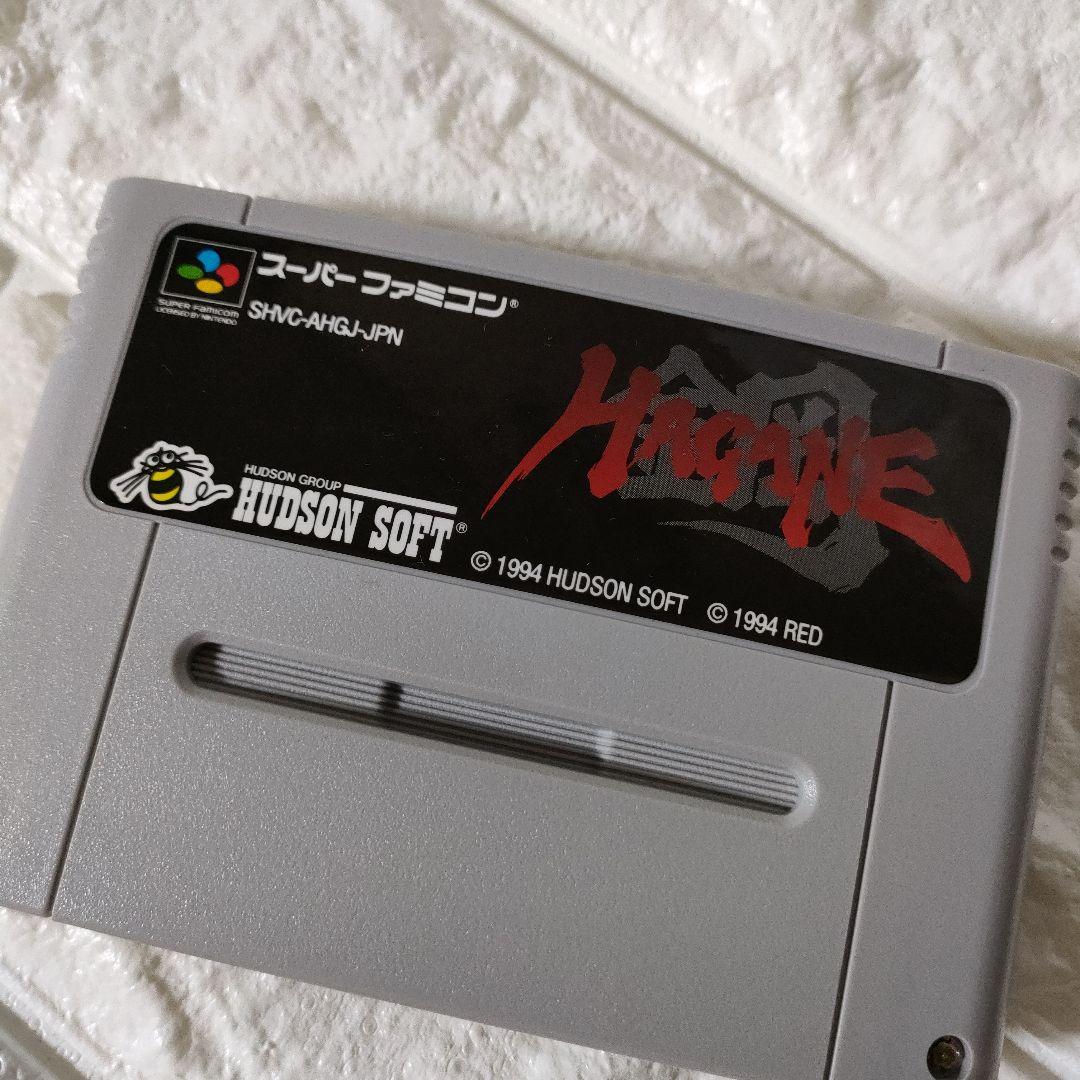 スーパーファミコン®
SUPER FAMICOM
LICENSED BY NINTENDO
SHVC-AHGJ-JPN
鋼
HAGANE
HUDSON GROUP
HUDSON SOFT®
© 1994 HUDSON SOFT © 1994 RED